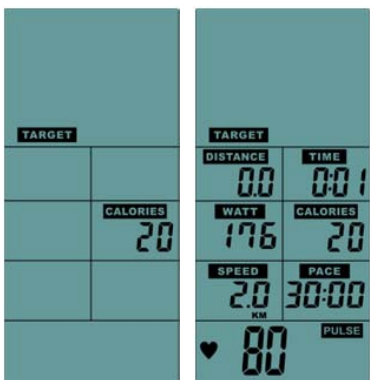 TARGET
CALORIES
20
TARGET
DISTANCE TIME
0.0 0:01
WATT CALORIES
176 20
SPEED PACE
2.0 30:00
KM
80 PULSE